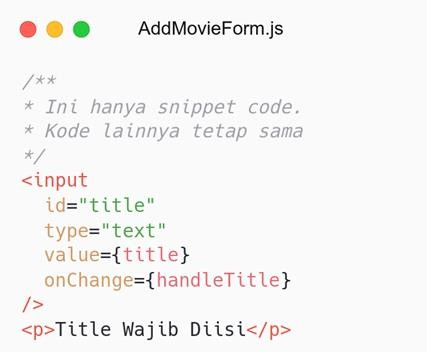 AddMovieForm.js
/**
* Ini hanya snippet code.
* Kode lainnya tetap sama
*/
<input
id="title"
type="text"
value={title}
onChange={handleTitle}
/>
<p>Title Wajib Diisi</p>